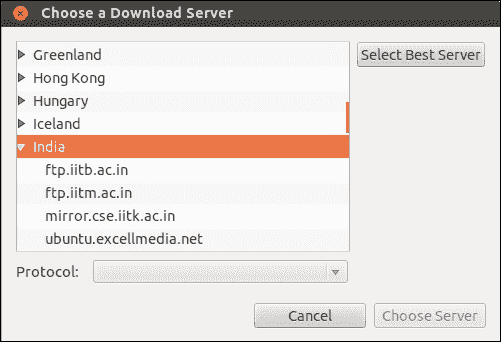 Choose a Download Server
Greenland
Hong Kong
Hungary
Iceland
India
ftp.iitb.ac.in
ftp.iitm.ac.in
mirror.cse.iitk.ac.in
ubuntu.excellmedia.net
Select Best Server
Protocol:
Cancel
Choose Server